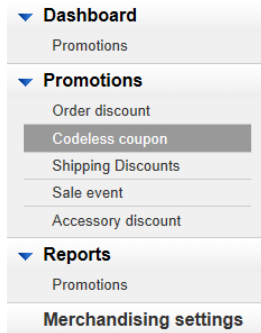 Dashboard
Promotions
Promotions
Order discount
Codeless coupon
Shipping Discounts
Sale event
Accessory discount
Reports
Promotions
Merchandising settings